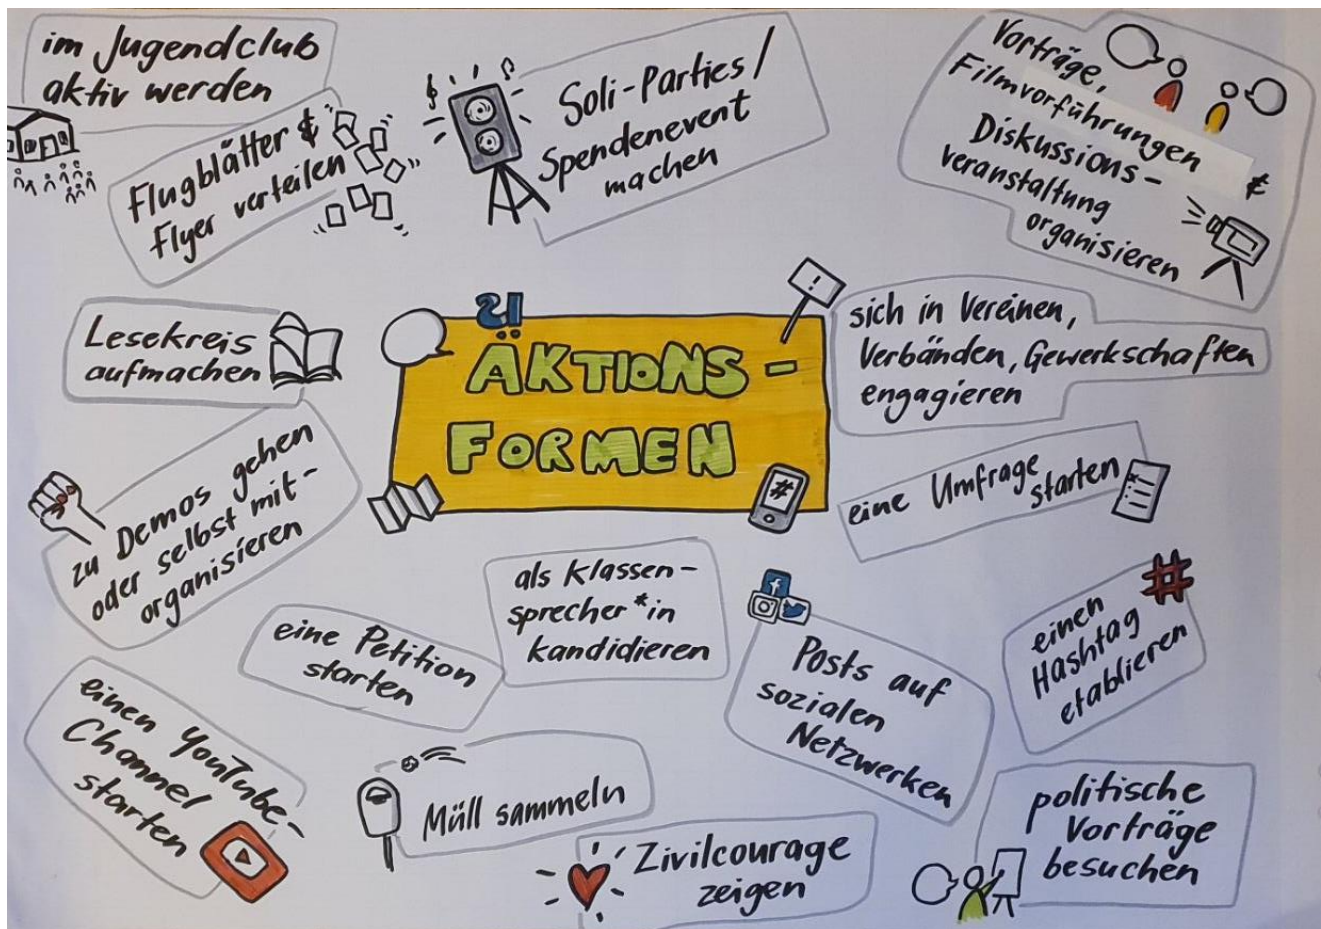 im Jugendclub
aktiv werden
Flugblätter &
Flyer verteilen
Soli-Parties/
Spendenevent
machen
Vorträge,
Filmvorführungen
&
Diskussions-
veranstaltung
organisieren
Lesekreis
aufmachen
!
ÄKTIONS-
FORMEN
#
sich in Vereinen,
Verbänden, Gewerkschaften
engagieren
eine Umfrage
starten
zu Demos gehen
oder selbst mit-
organisieren
eine Petition
starten
als Klassen-
sprecher*in
kandidieren
f
Posts auf
sozialen
Netzwerken
#
einen
Hashtag
etablieren
einen YouTube-
Channel
starten
Müll sammeln
Zivilcourage
zeigen
politische
Vorträge
besuchen